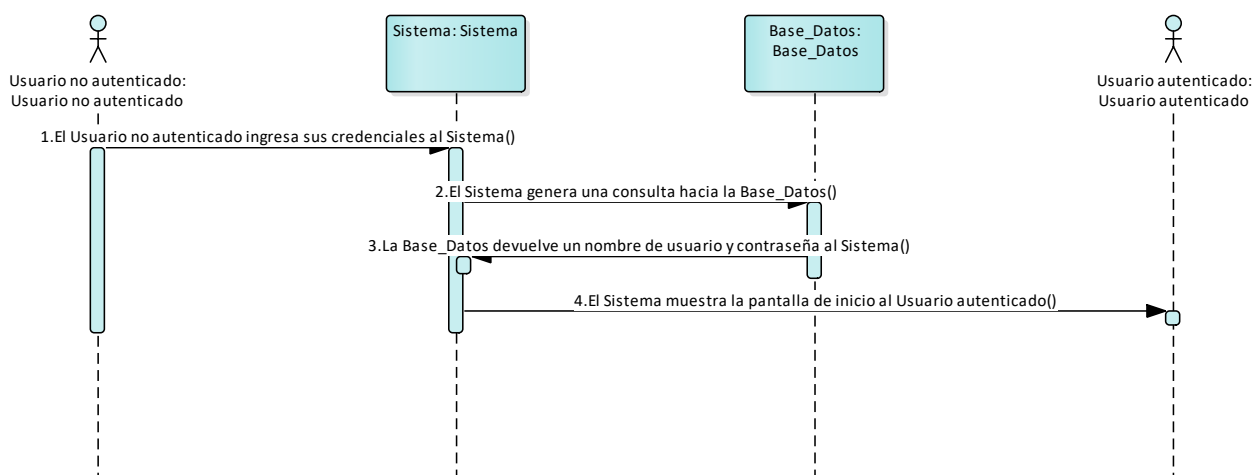 Sistema: Sistema
Base_Datos:
Base_Datos
Usuario no autenticado:
Usuario no autenticado
Usuario autenticado:
Usuario autenticado
1.El Usuario no autenticado ingresa sus credenciales al Sistema()
2.El Sistema genera una consulta hacia la Base_Datos()
3.La Base_Datos devuelve un nombre de usuario y contraseña al Sistema()
4.El Sistema muestra la pantalla de inicio al Usuario autenticado()